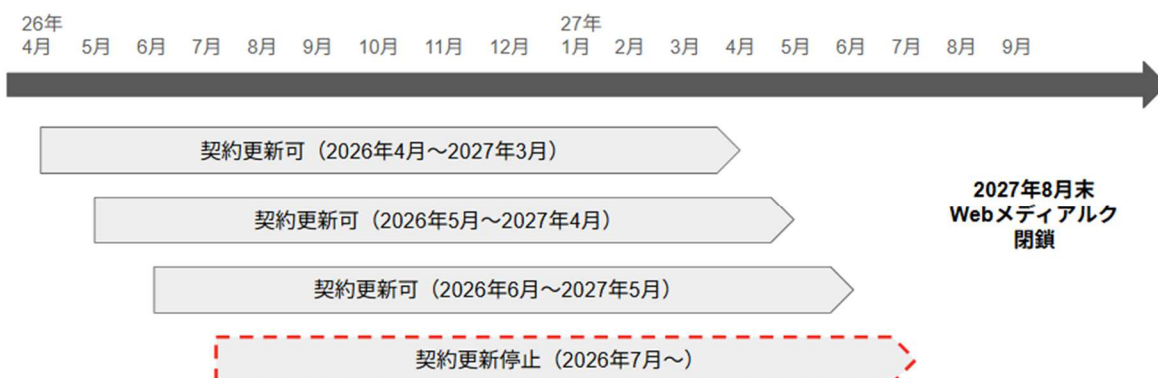 26年 27年
4月 5月 6月 7月 8月 9月 10月 11月 12月 1月 2月 3月 4月 5月 6月 7月 8月 9月
契約更新可（2026年4月～2027年3月）
契約更新可（2026年5月～2027年4月）
契約更新可（2026年6月～2027年5月）
契約更新停止（2026年7月～）
2027年8月末
Webメディアルク
閉鎖